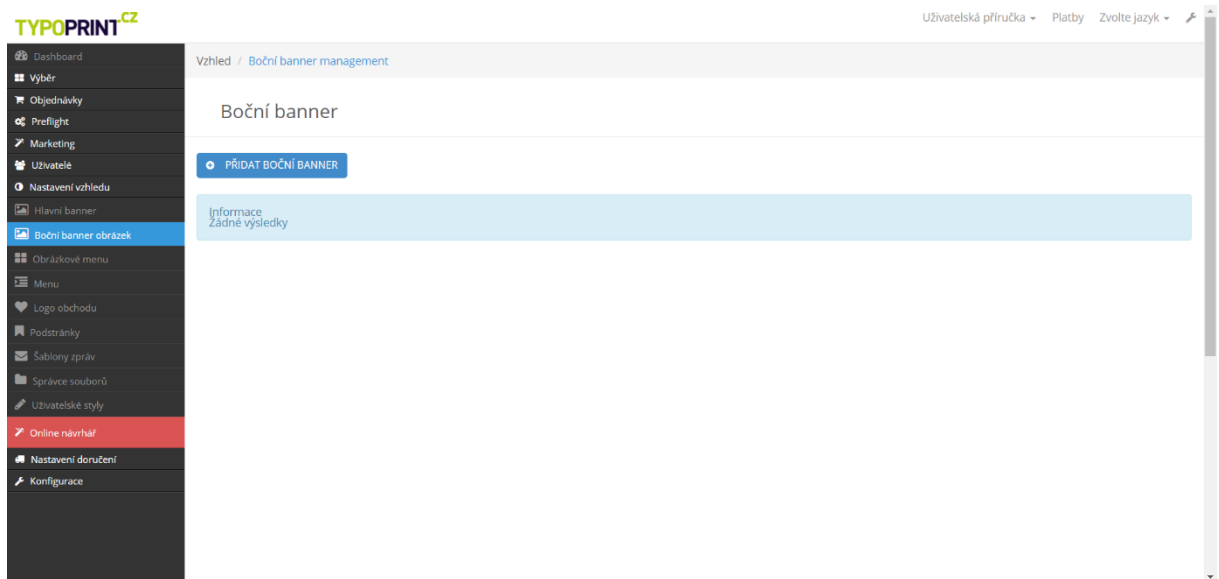 TYPOPRINT.CZ
Uživatelská příručka Platby Zvolte jazyk
Dashboard
Výběr
Objednávky
Preflight
Marketing
Uživatelé
Nastavení vzhledu
Hlavní banner
Boční banner obrázek
Obrázkové menu
Menu
Logo obchodu
Podstránky
Šablony zpráv
Správce souborů
Uživatelské styly
Online návrhář
Nastavení doručení
Konfigurace
Vzhled / Boční banner management
Boční banner
PŘIDAT BOČNÍ BANNER
Informace
Žádné výsledky